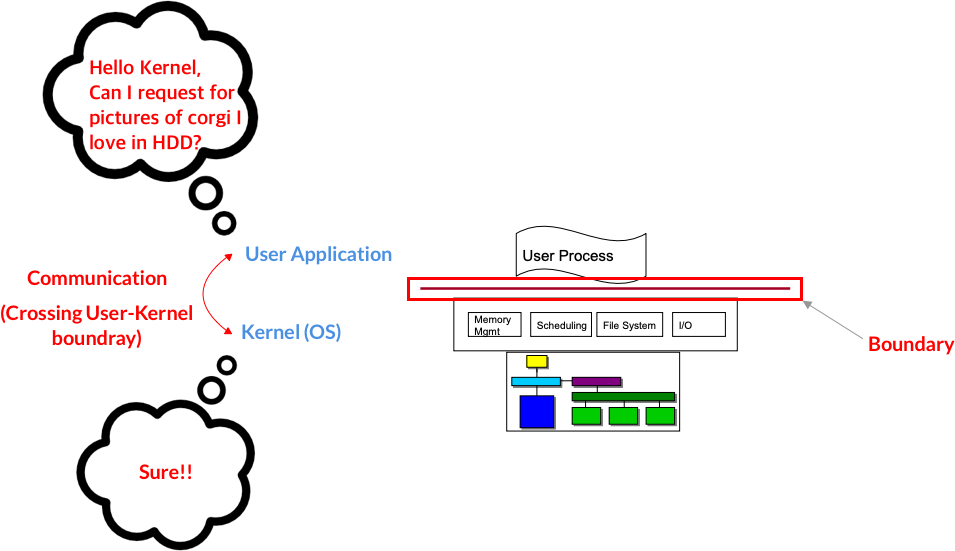 Hello Kernel,
Can I request for
pictures of corgi I
love in HDD?
User Application
Communication
(Crossing User-Kernel
boundray)
Kernel (OS)
Sure!!
User Process
Memory
Mgmt
Scheduling
File System
I/O
Boundary